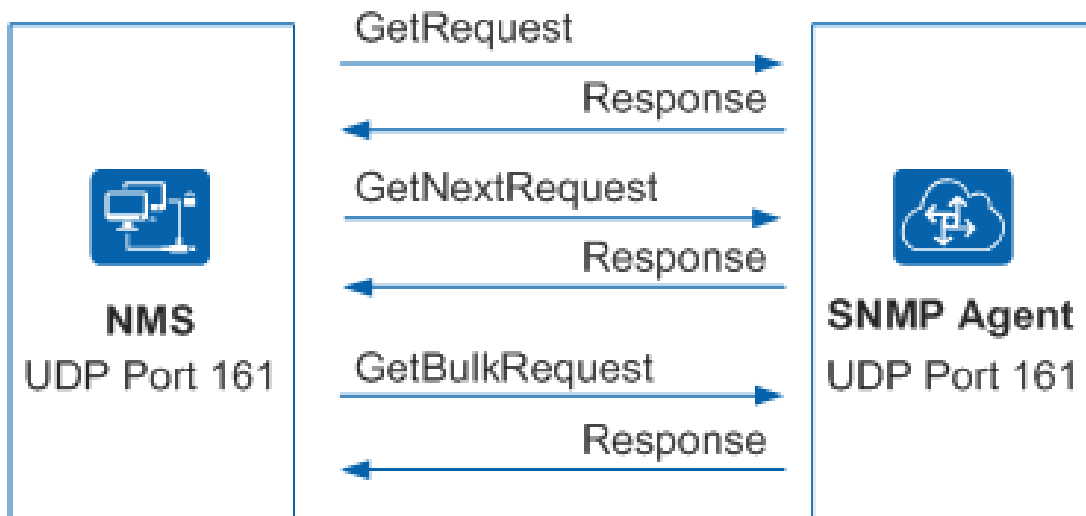 GetRequest
Response
GetNextRequest
Response
NMS
UDP Port 161
SNMP Agent
UDP Port 161
GetBulkRequest
Response